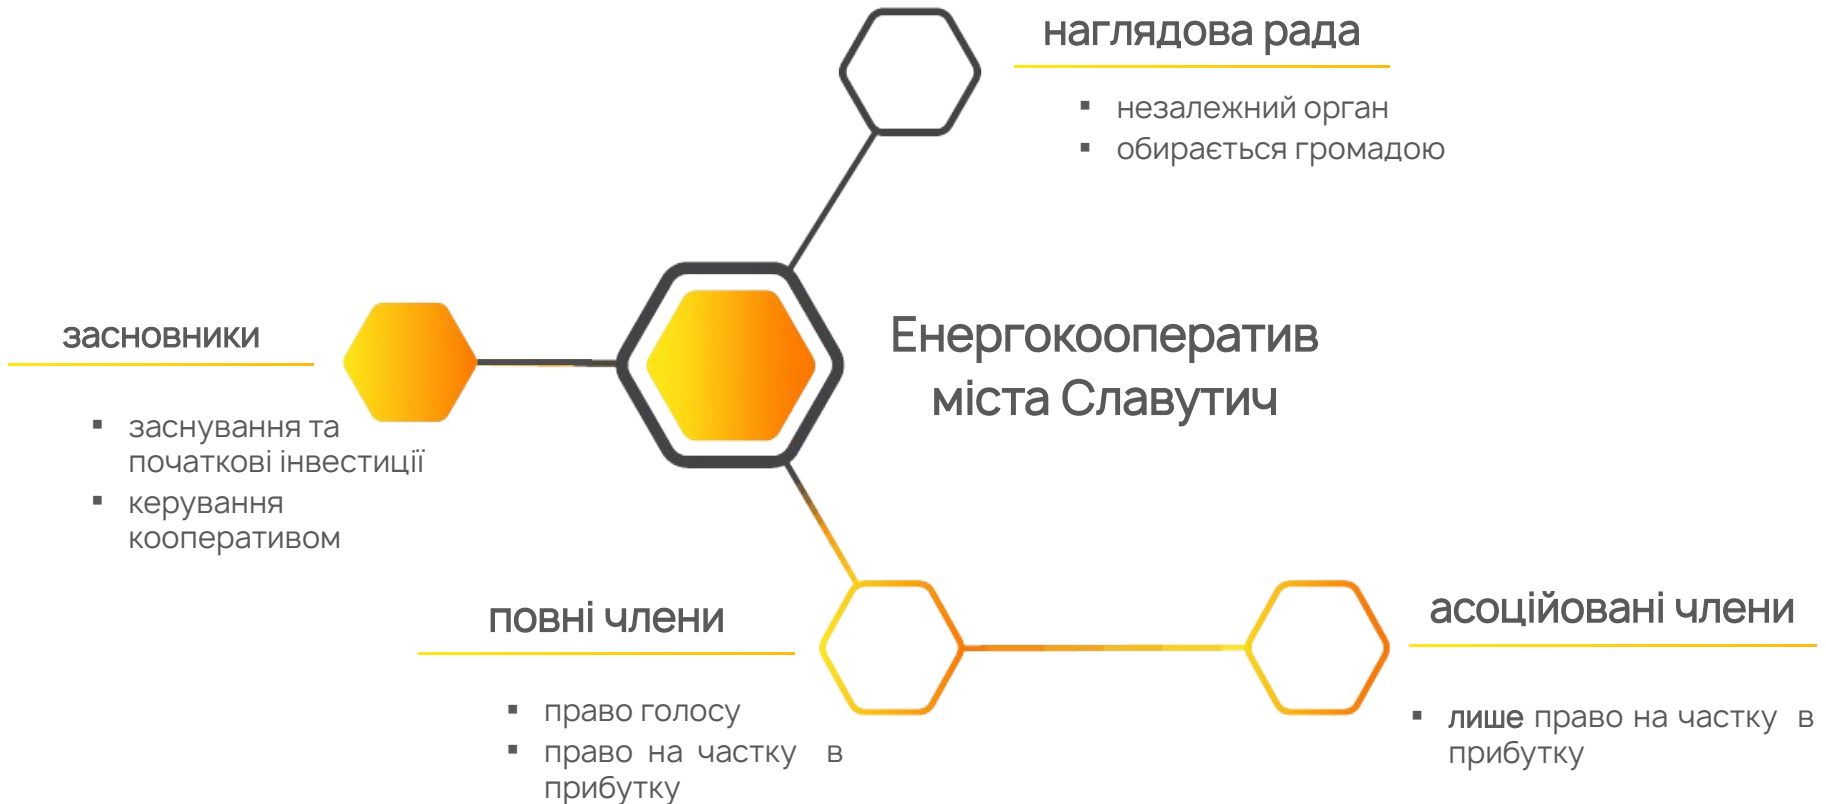 наглядова рада
▪ незалежний орган
▪ обирається громадою
засновники
▪ заснування та
початкові інвестиції
▪ керування
кооперативом
Енергокооператив
міста Славутич
повні члени
▪ право голосу
▪ право на частку в
прибутку
асоційовані члени
▪ лише право на частку в
прибутку